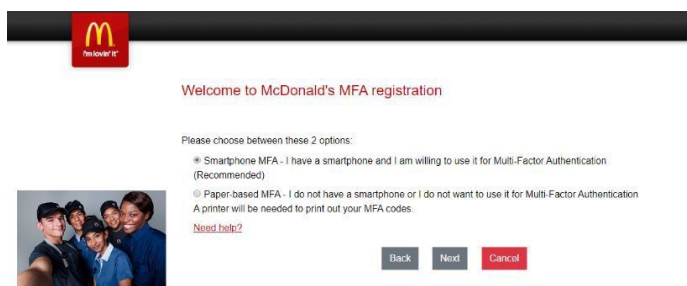 M
i'm lovin' it
Welcome to McDonald's MFA registration
Please choose between these 2 options:
Smartphone MFA - I have a smartphone and I am willing to use it for Multi-Factor Authentication
(Recommended)
Paper-based MFA - I do not have a smartphone or I do not want to use it for Multi-Factor Authentication
A printer will be needed to print out your MFA codes.
Need help?
Back Next Cancel